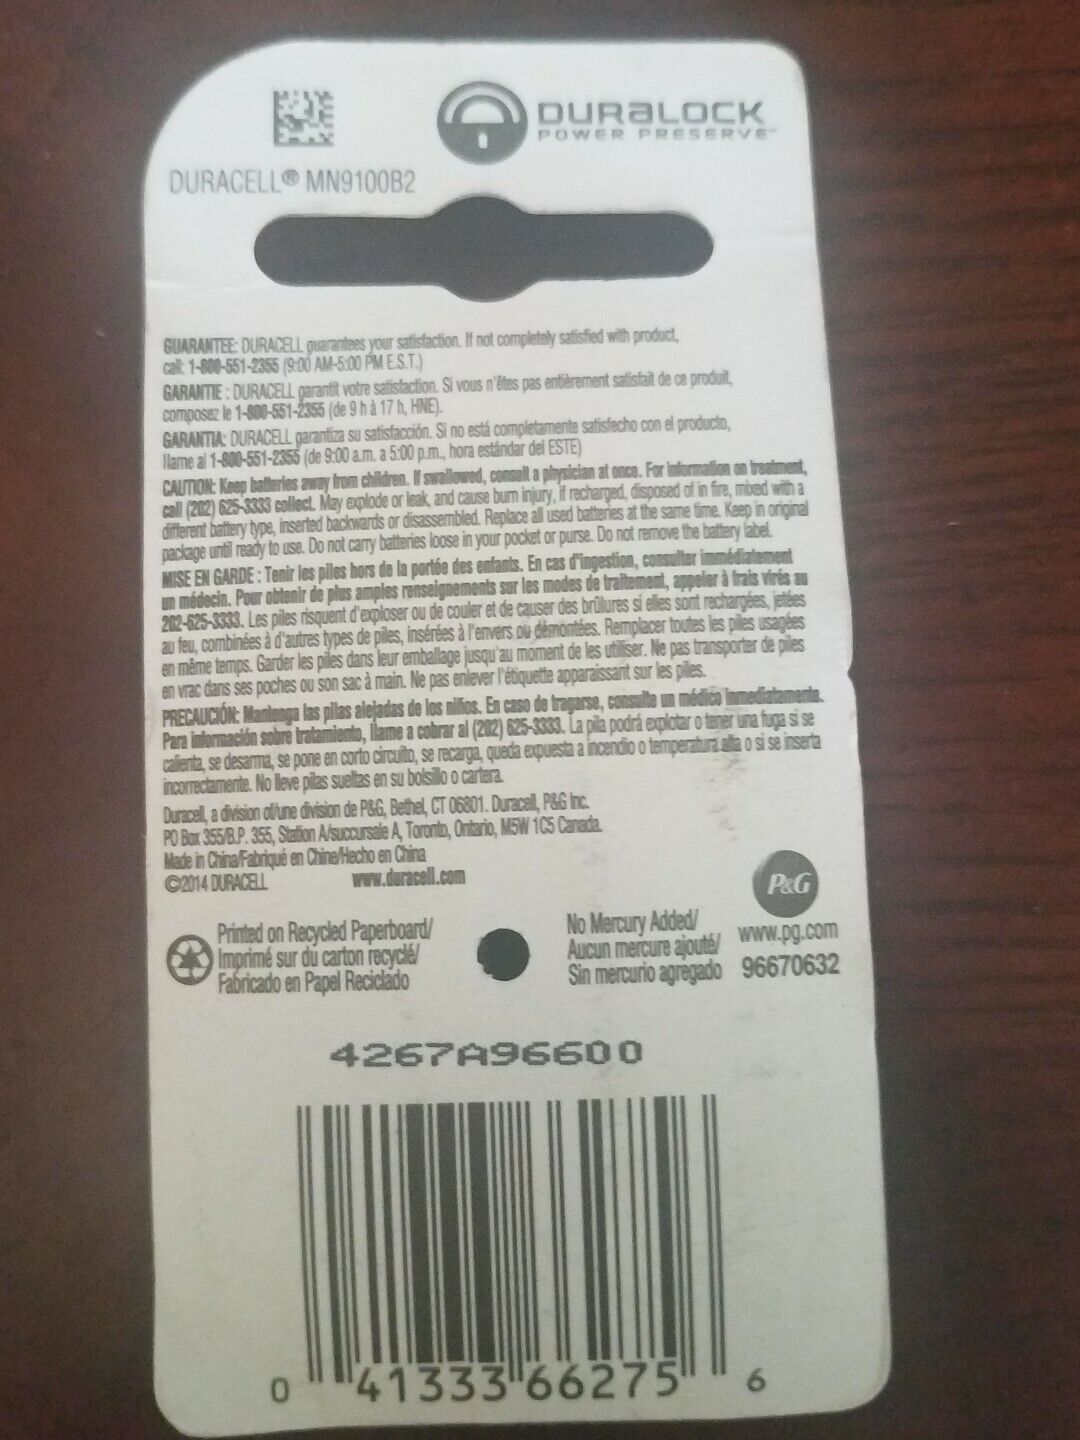 DURALOCK
POWER PRESERVE™
DURACELL® MN9100B2
GUARANTEE: DURACELL guarantees your satisfaction. If not completely satisfied with product,
call: 1-800-551-2355 (9:00 AM-5:00 PM E.S.T.)
GARANTIE : DURACELL garantit votre satisfaction. Si vous n'êtes pas entièrement satisfait de ce produit,
composez le 1-800-551-2355 (de 9 h à 17 h, HNE).
GARANTIA: DURACELL garantiza su satisfacción. Si no está completamente satisfecho con el producto,
llame al 1-800-551-2355 (de 9:00 a.m. a 5:00 p.m., hora estándar del ESTE)
CAUTION: Keep batteries away from children. If swallowed, consult a physician at once. For information on treatment,
call (202) 625-3333 collect. May explode or leak, and cause burn injury, if recharged, disposed of in fire, mixed with a
different battery type, inserted backwards or disassembled. Replace all used batteries at the same time. Keep in original
package until ready to use. Do not carry batteries loose in your pocket or purse. Do not remove the battery label.
MISE EN GARDE : Tenir les piles hors de la portée des enfants. En cas d'ingestion, consulter immédiatement
un médecin. Pour obtenir de plus amples renseignements sur les modes de traitement, appeler à frais virés au
202-625-3333. Les piles risquent d'exploser ou de couler et de causer des brûlures si elles sont rechargées, jetées
au feu, combinées à d'autres types de piles, insérées à l'envers ou démontées. Remplacer toutes les piles usagées
en même temps. Garder les piles dans leur emballage jusqu'au moment de les utiliser. Ne pas transporter de piles
en vrac dans ses poches ou son sac à main. Ne pas enlever l'étiquette apparaissant sur les piles.
PRECAUCIÓN: Mantenga las pilas alejadas de los niños. En caso de tragarse, consulte un médico inmediatamente.
Para información sobre tratamiento, llame a cobrar al (202) 625-3333. La pila podrá explotar o tener una fuga si se
calienta, se desarma, se pone en corto circuito, se recarga, queda expuesta a incendio o temperatura alta o si se inserta
incorrectamente. No lleve pilas sueltas en su bolsillo o cartera.
Duracell, a division of/une division de P&G, Bethel, CT 06801. Duracell, P&G Inc.
PO Box 355/B.P. 355, Station A/succursale A, Toronto, Ontario, M5W 1C5 Canada.
Made in China/Fabriqué en Chine/Hecho en China
©2014 DURACELL www.duracell.com
P&G
Printed on Recycled Paperboard/
Imprimé sur du carton recyclé/
Fabricado en Papel Reciclado
No Mercury Added/
Aucun mercure ajouté/
Sin mercurio agregado
www.pg.com
96670632
4267A96600
0 41333 66275 6